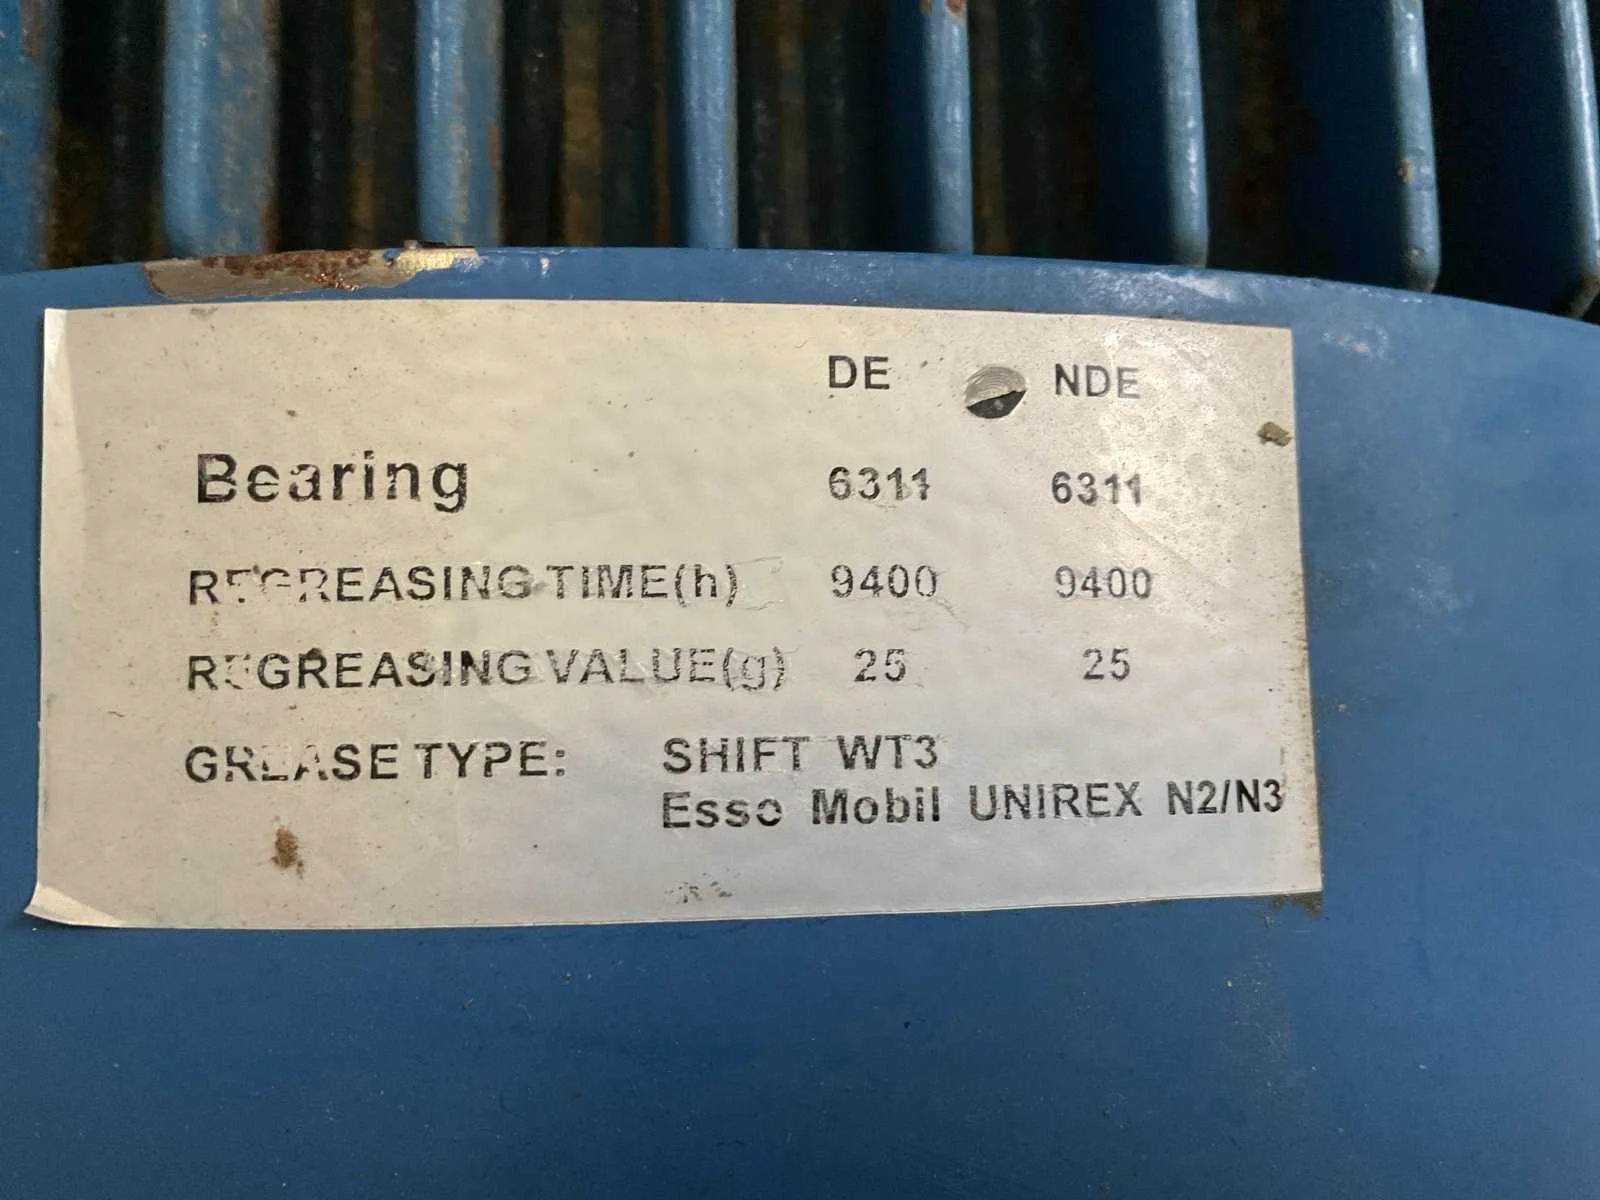 DE NDE
Bearing 6311 6311
REGREASING TIME(h) 9400 9400
REGREASING VALUE(g) 25 25
GREASE TYPE: SHIFT WT3
Esso Mobil UNIREX N2/N3